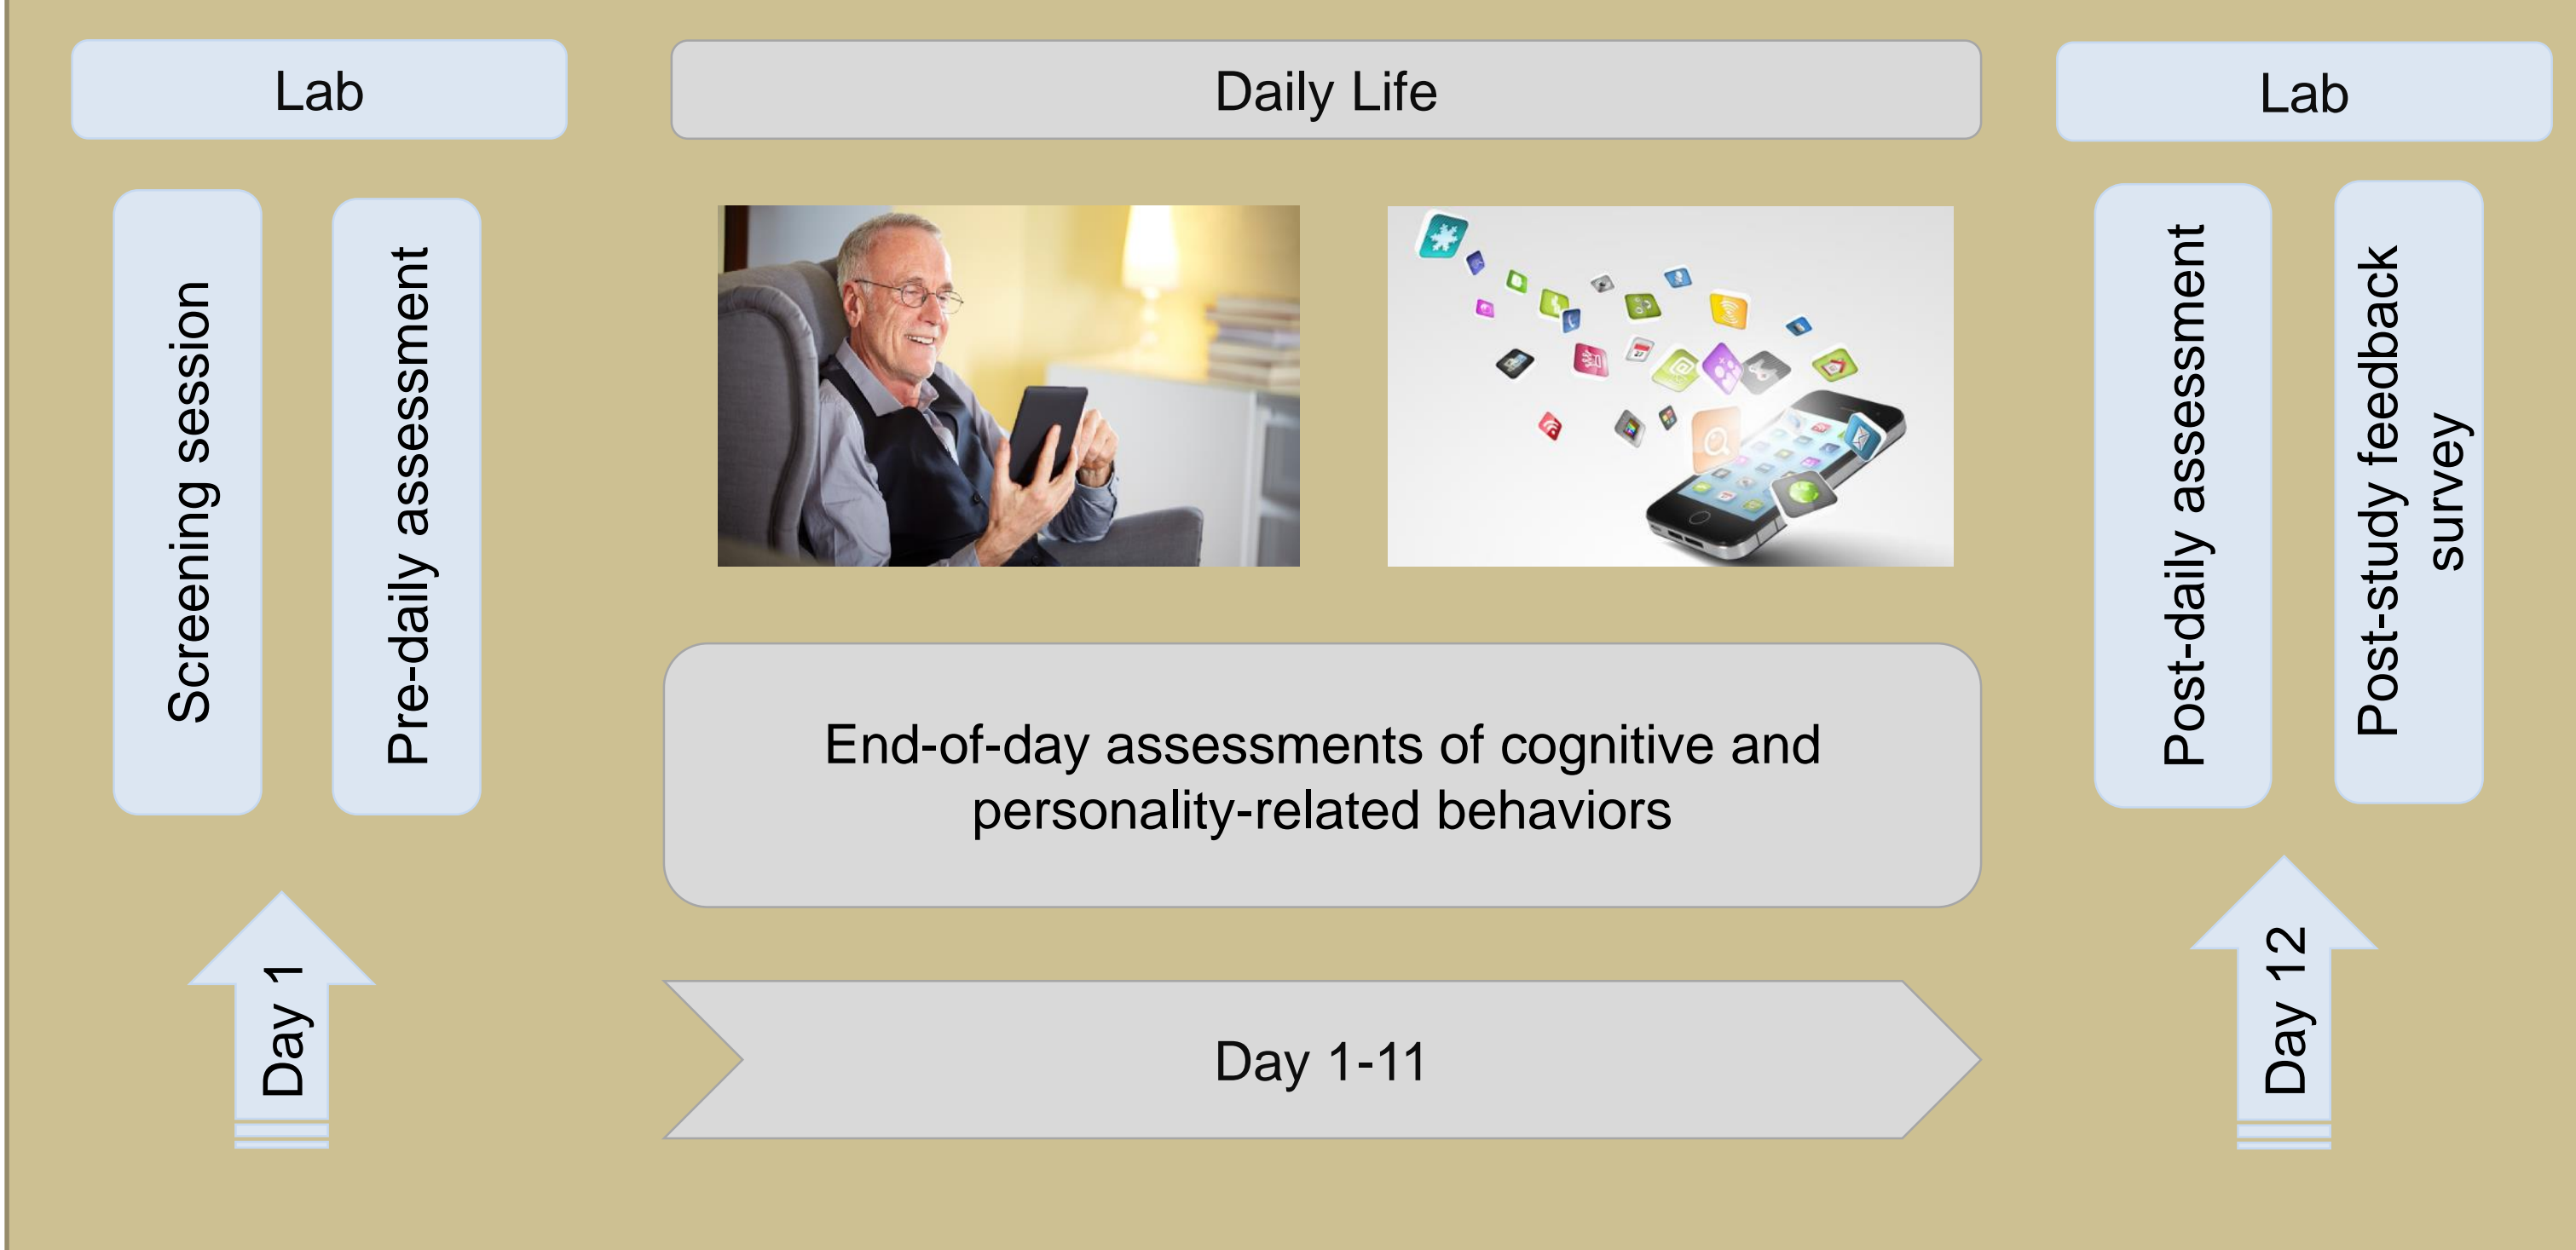 Lab
Screening session
Pre-daily assessment
Day 1
Daily Life
End-of-day assessments of cognitive and
personality-related behaviors
Day 1-11
Lab
Post-daily assessment
Post-study feedback
survey
Day 12